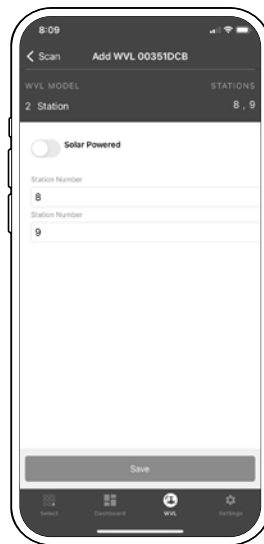 8:09
Scan Add WVL 00351DCB
WVL MODEL STATIONS
2 Station 8 , 9
Solar Powered
Station Number
8
Station Number
9
Save
Select Dashboard WVL Settings